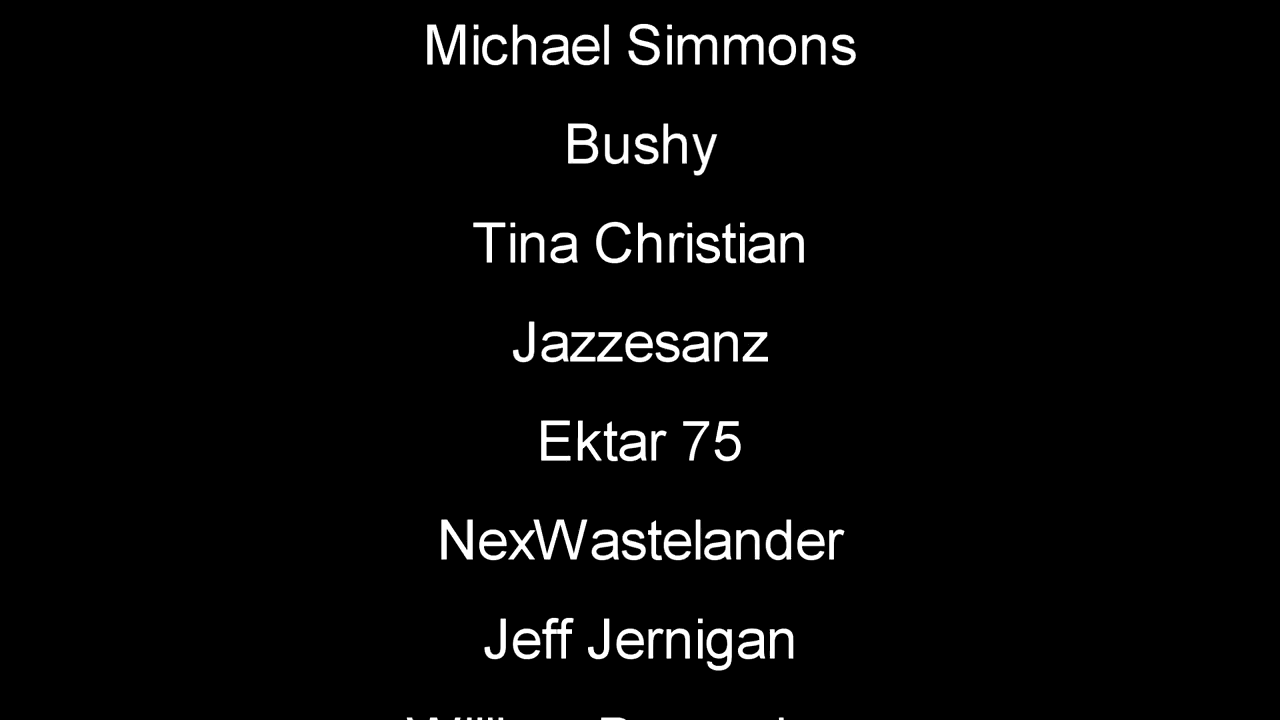 Michael Simmons
Bushy
Tina Christian
Jazzesanz
Ektar 75
NexWastelander
Jeff Jernigan